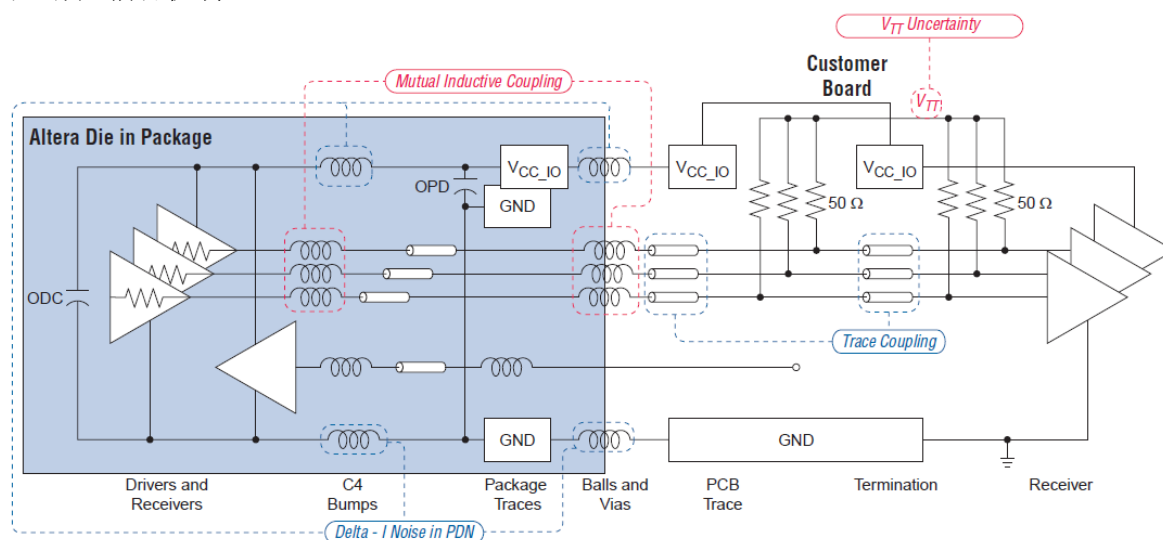 V_TT Uncertainty
Customer
Board
Mutual Inductive Coupling
V_TT
Altera Die in Package
V_CC_IO
V_CC_IO
V_CC_IO
OPD
GND
50 Ω
50 Ω
ODC
Trace Coupling
GND
GND
Drivers and
Receivers
C4
Bumps
Package
Traces
Balls and
Vias
PCB
Trace
Termination
Receiver
Delta - I Noise in PDN